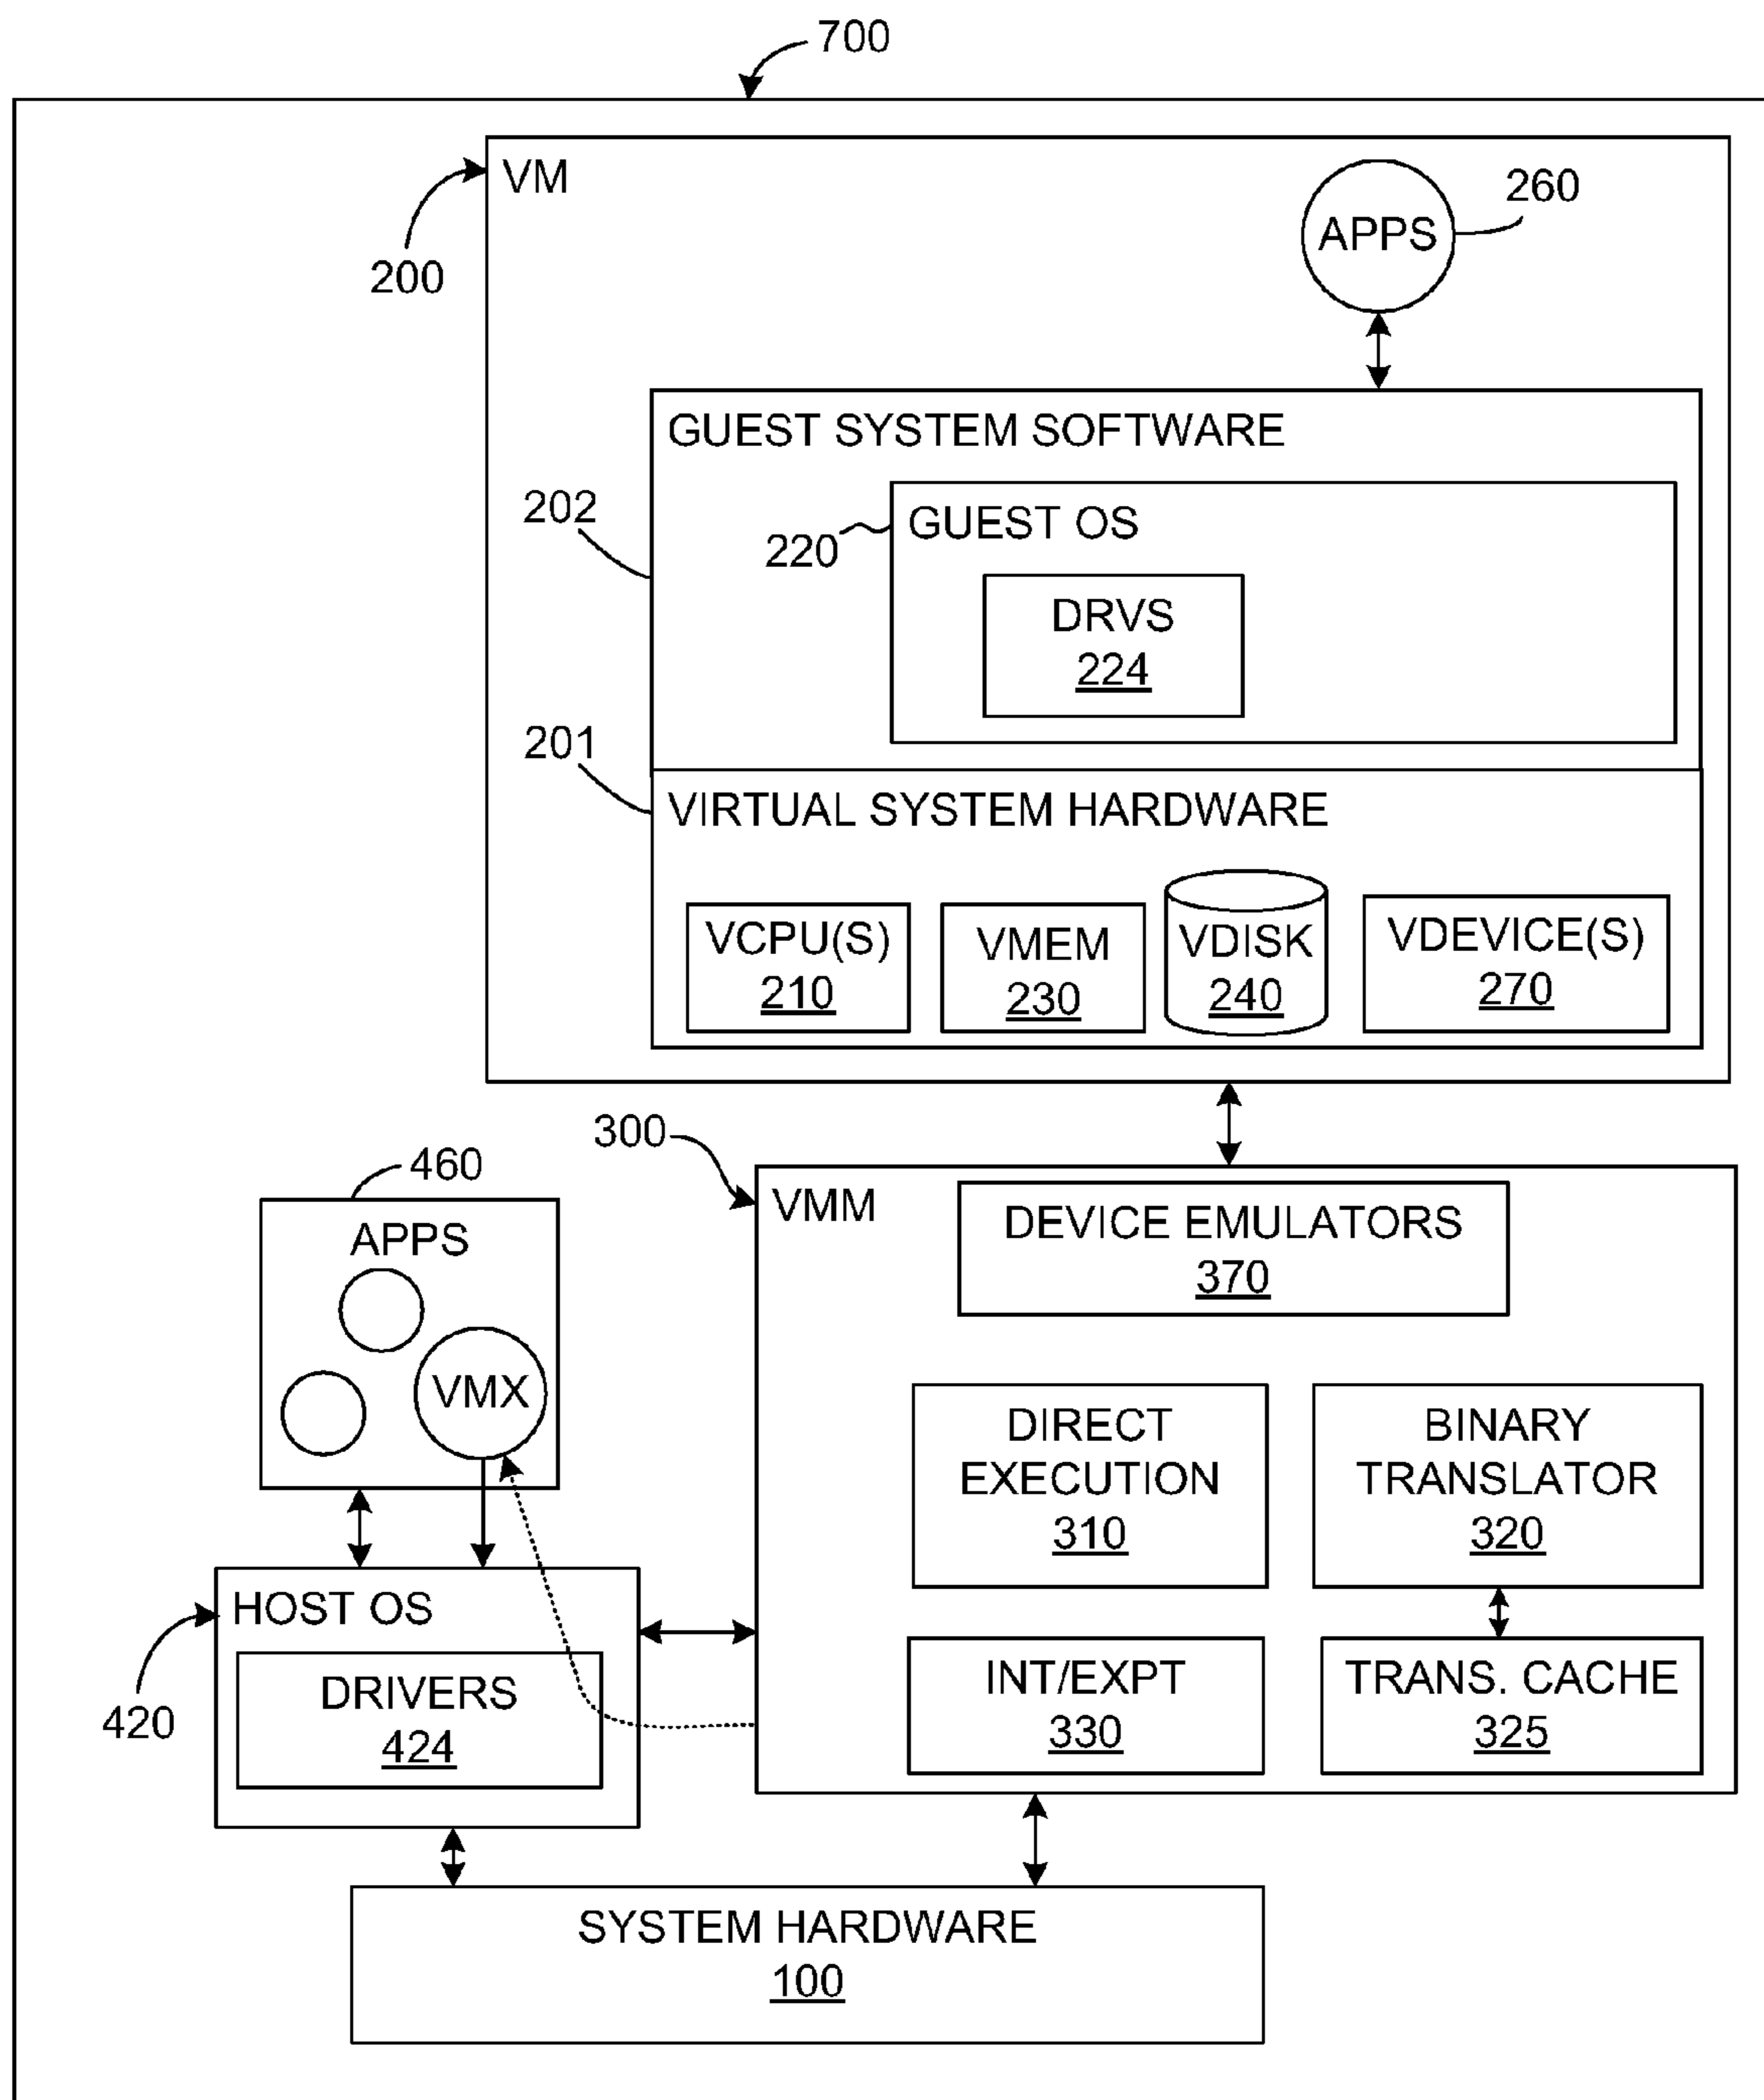 700
VM
200
APPS
260
GUEST SYSTEM SOFTWARE
202
GUEST OS
220
DRVS
224
201
VIRTUAL SYSTEM HARDWARE
VCPU(S)
210
VMEM
230
VDISK
240
VDEVICE(S)
270
300
VMM
DEVICE EMULATORS
370
460
APPS
VMX
DIRECT
EXECUTION
310
BINARY
TRANSLATOR
320
HOST OS
420
DRIVERS
424
INT/EXPT
330
TRANS. CACHE
325
SYSTEM HARDWARE
100